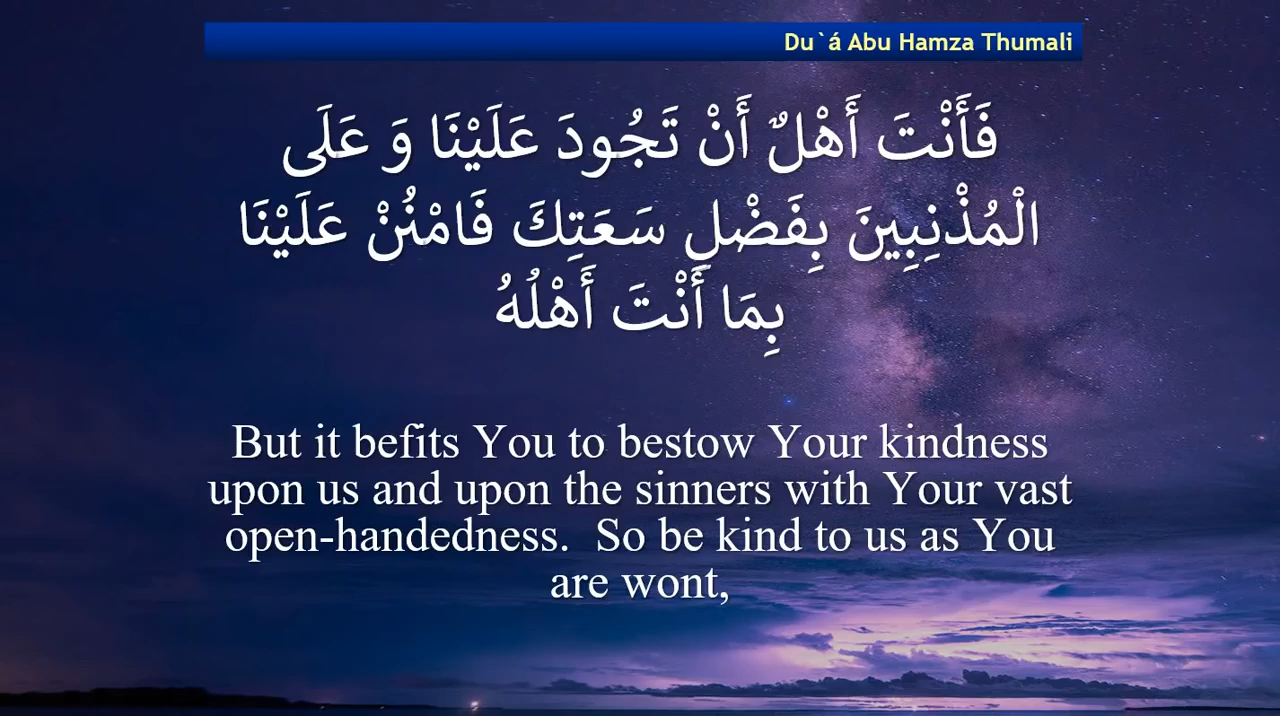 Du`á Abu Hamza Thumali
فَأَنْتَ أَهْلٌ أَنْ تَجُودَ عَلَيْنَا وَ عَلَى
الْمُذْنِبِينَ بِفَضْلِ سَعَتِكَ فَامْنُنْ عَلَيْنَا
بِمَا أَنْتَ أَهْلُهُ
But it befits You to bestow Your kindness
upon us and upon the sinners with Your vast
open-handedness.  So be kind to us as You
are wont,